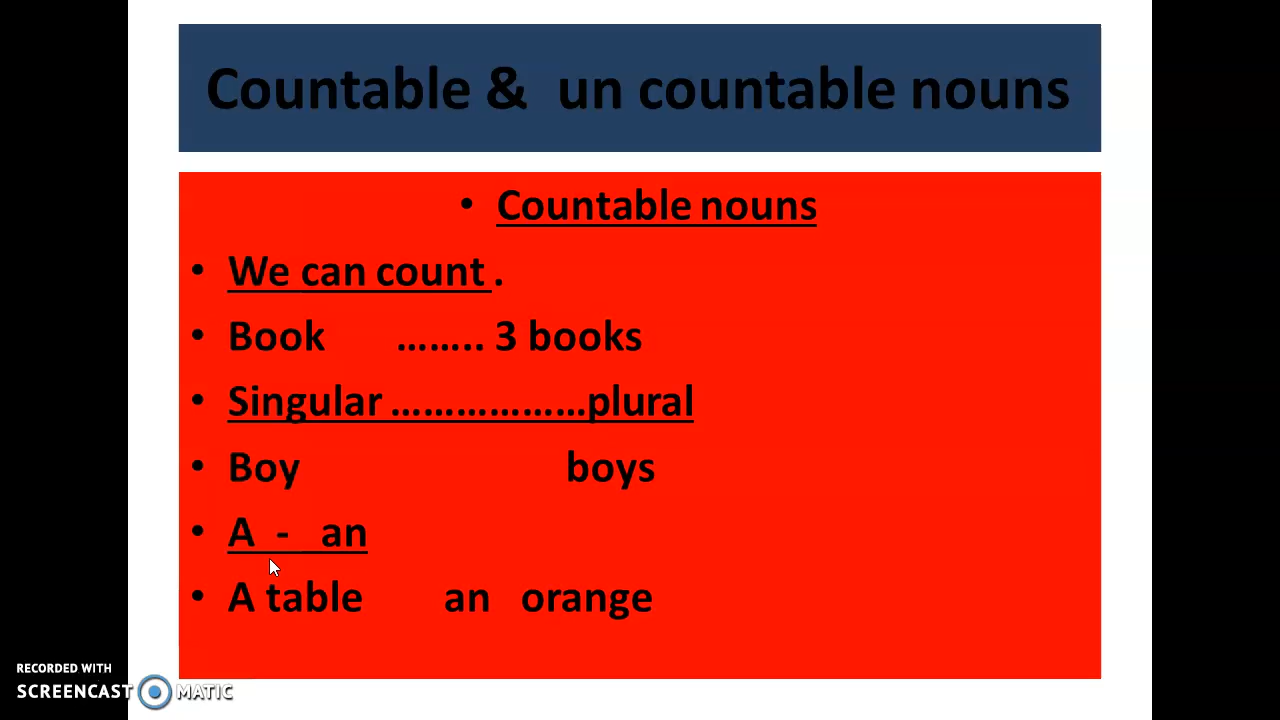 Countable & un countable nouns
• Countable nouns
• We can count .
• Book …….. 3 books
• Singular ………………plural
• Boy boys
• A - an
• A table an orange
RECORDED WITH
SCREENCAST MATIC